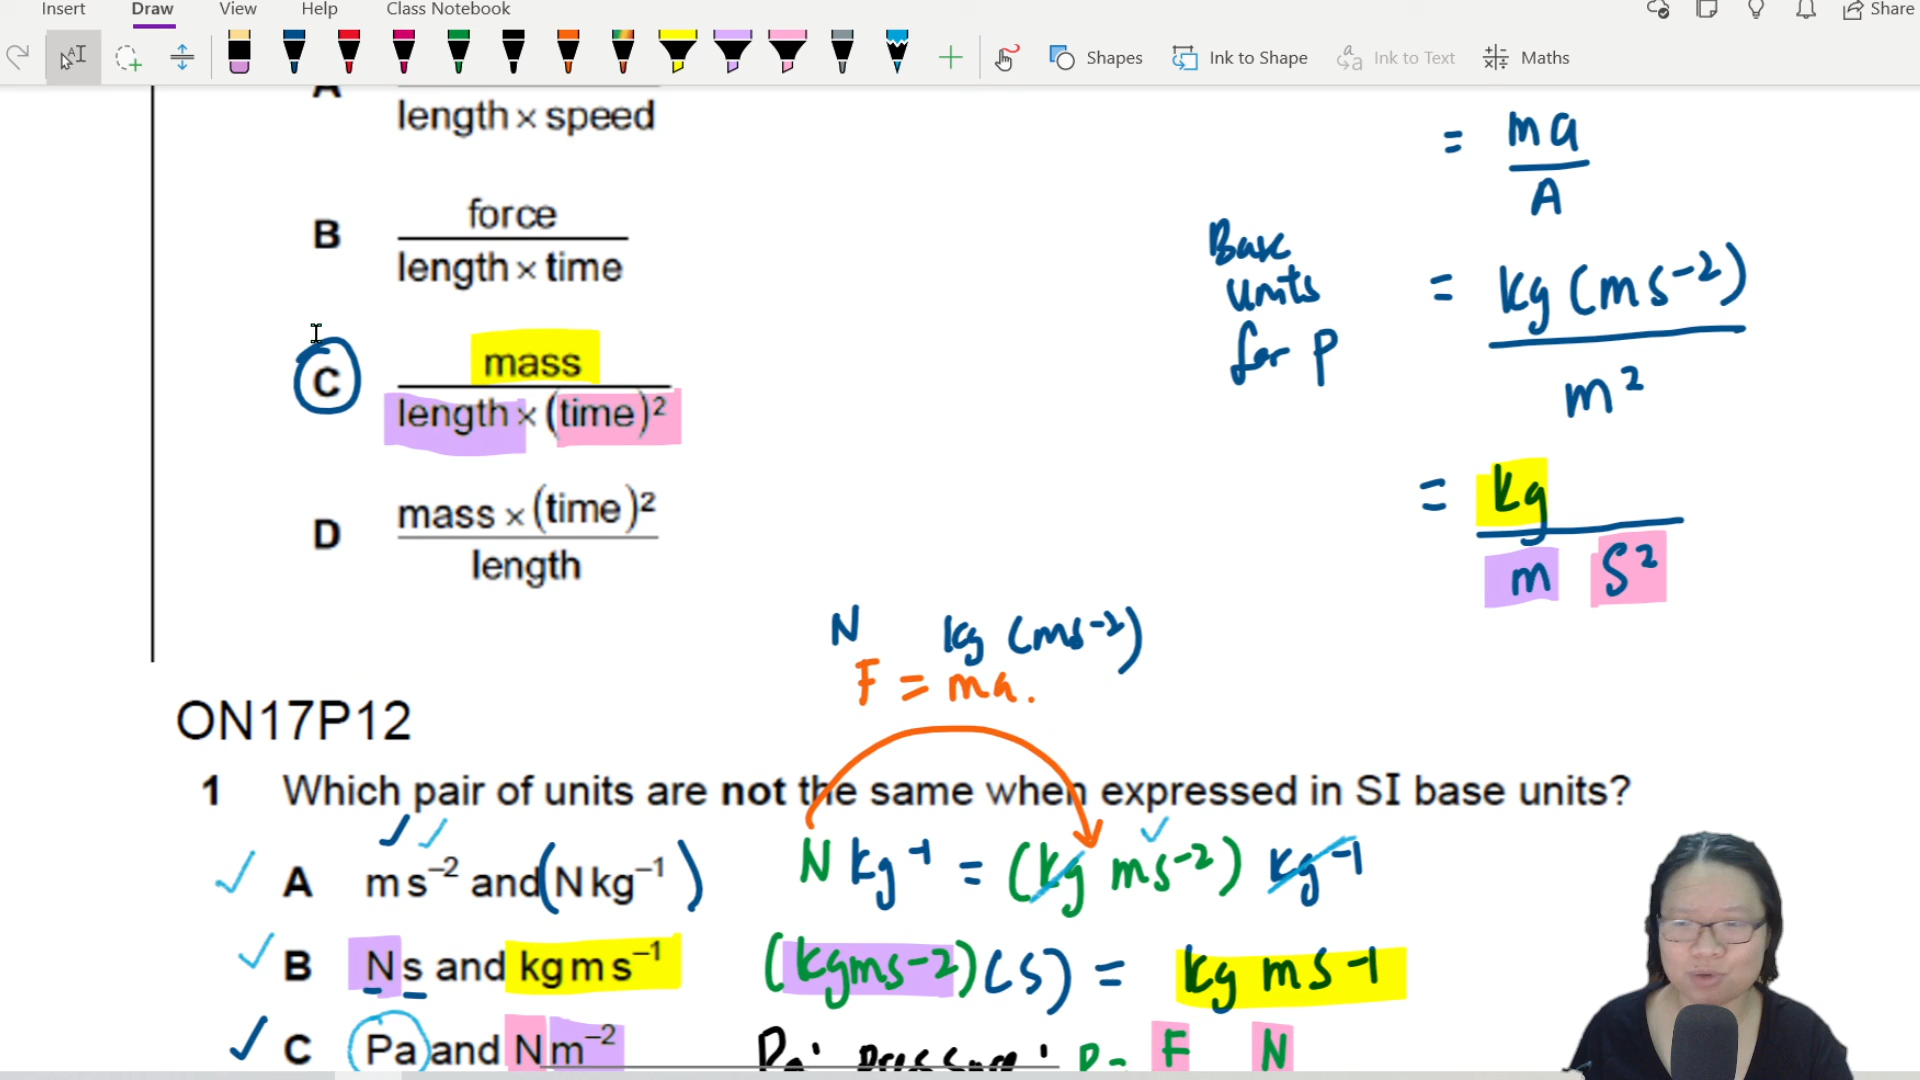 Insert Draw View Help Class Notebook Share
Shapes Ink to Shape Ink to Text Maths
A
length × speed
B force
length × time
C mass
length × (time)²
D mass × (time)²
length
= ma
A
Base units for P = kg (ms-2)
m²
= kg
m s²
N kg (ms-2)
F = ma.
ON17P12
1 Which pair of units are not the same when expressed in SI base units?
A m s⁻² and (N kg⁻¹) N kg⁻¹ = (kg ms-2) kg⁻¹
B N s and kg m s⁻¹ (kgms-2)(s) = kg ms-1
C Pa and N m⁻² Pa: pressure: P = F N